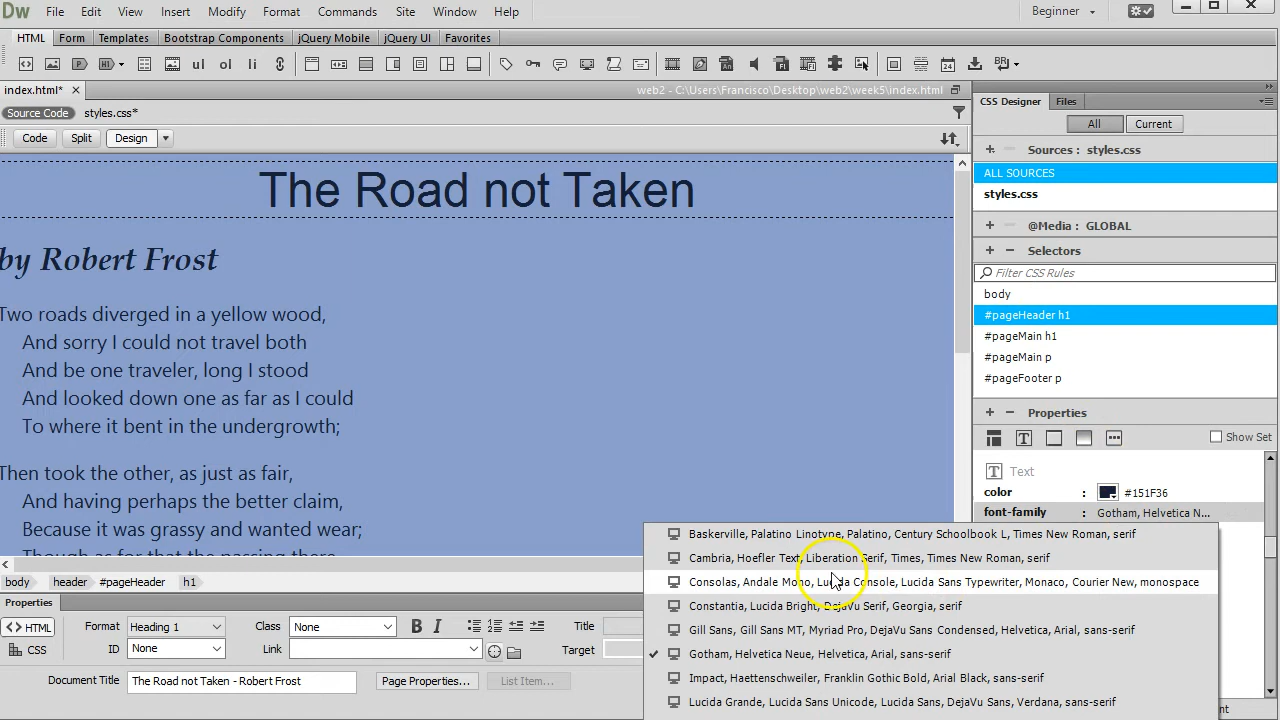 Dw File Edit View Insert Modify Format Commands Site Window Help Beginner
HTML Form Templates Bootstrap Components jQuery Mobile jQuery UI Favorites
ul ol li
index.html* × web2 - C:\Users\Francisco\Desktop\web2\week5\index.html
Source Code styles.css*
Code Split Design
The Road not Taken
by Robert Frost
Two roads diverged in a yellow wood,
And sorry I could not travel both
And be one traveler, long I stood
And looked down one as far as I could
To where it bent in the undergrowth;
Then took the other, as just as fair,
And having perhaps the better claim,
Because it was grassy and wanted wear;
Though as for that the passing there
body header #pageHeader h1
Properties
HTML Format Heading 1 Class None B I Title
CSS ID None Link Target
Document Title The Road not Taken - Robert Frost Page Properties... List Item...
CSS Designer Files
All Current
Sources : styles.css
ALL SOURCES
styles.css
@Media : GLOBAL
Selectors
Filter CSS Rules
body
#pageHeader h1
#pageMain h1
#pageMain p
#pageFooter p
Properties
Show Set
Text
color : #151F36
font-family : Gotham, Helvetica N...
Baskerville, Palatino Linotype, Palatino, Century Schoolbook L, Times New Roman, serif
Cambria, Hoefler Text, Liberation Serif, Times, Times New Roman, serif
Consolas, Andale Mono, Lucida Console, Lucida Sans Typewriter, Monaco, Courier New, monospace
Constantia, Lucida Bright, DejaVu Serif, Georgia, serif
Gill Sans, Gill Sans MT, Myriad Pro, DejaVu Sans Condensed, Helvetica, Arial, sans-serif
Gotham, Helvetica Neue, Helvetica, Arial, sans-serif
Impact, Haettenschweiler, Franklin Gothic Bold, Arial Black, sans-serif
Lucida Grande, Lucida Sans Unicode, Lucida Sans, DejaVu Sans, Verdana, sans-serif